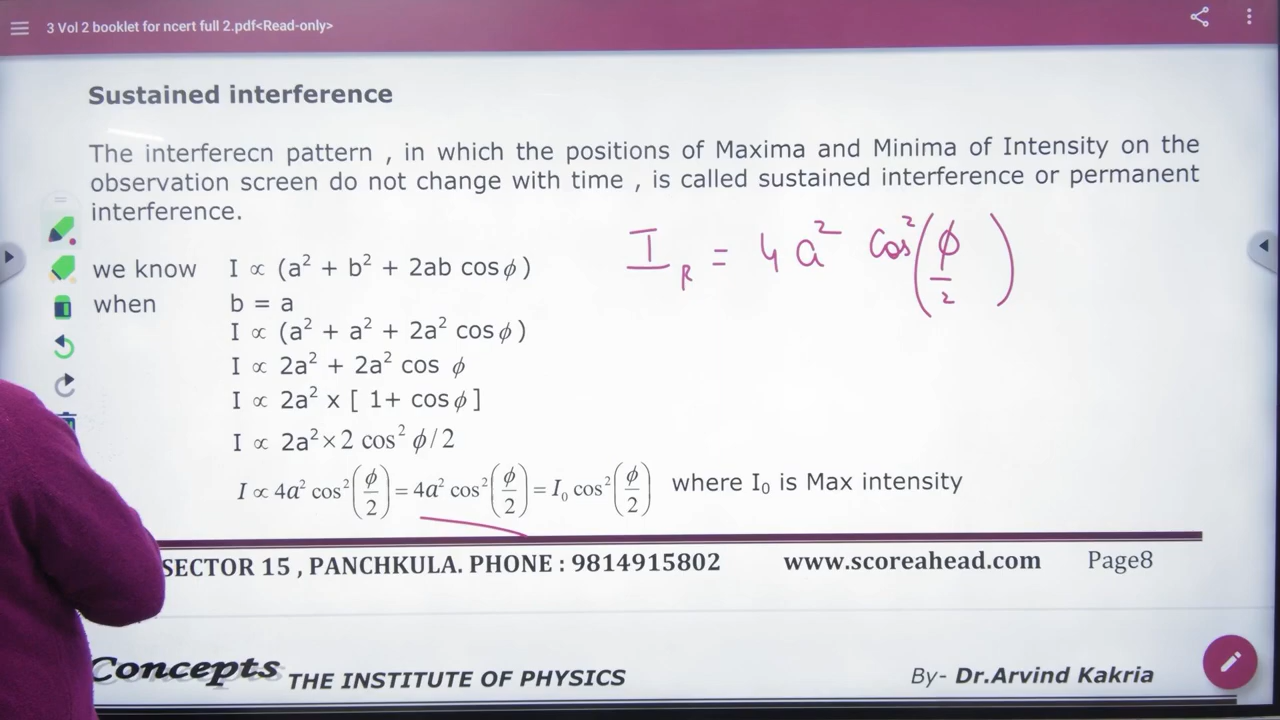 3 Vol 2 booklet for ncert full 2.pdf<Read-only>
Sustained interference
The interferecn pattern , in which the positions of Maxima and Minima of Intensity on the
observation screen do not change with time , is called sustained interference or permanent
interference.
I_R = 4 a² Cos² (ϕ/2)
we know I ∝ (a² + b² + 2ab cosϕ)
when b = a
I ∝ (a² + a² + 2a² cosϕ)
I ∝ 2a² + 2a² cos ϕ
I ∝ 2a² x [ 1+ cosϕ]
I ∝ 2a²×2 cos² ϕ/2
I ∝ 4a² cos²(ϕ/2) = 4a² cos²(ϕ/2) = I₀ cos²(ϕ/2) where I₀ is Max intensity
SECTOR 15 , PANCHKULA. PHONE : 9814915802 www.scoreahead.com Page8
Concepts THE INSTITUTE OF PHYSICS By- Dr.Arvind Kakria